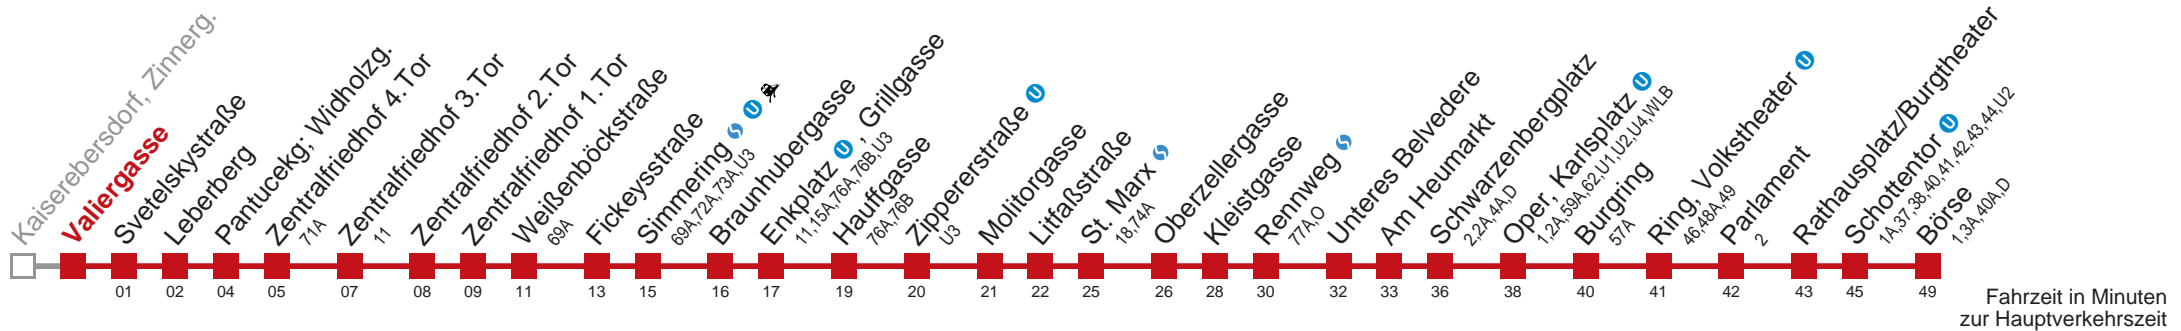 Kaiserebersdorf, Zinnerg.
Valiergasse
Svetelskystraße
01
Leberberg
02
Pantucekg; Widholzg.
04
Zentralfriedhof 4.Tor
71A
05
Zentralfriedhof 3.Tor
11
07
Zentralfriedhof 2.Tor
08
Zentralfriedhof 1.Tor
09
Weißenböckstraße
69A
11
Fickeysstraße
13
Simmering S U
69A,72A,73A,U3
15
Braunhubergasse
16
Enkplatz U , Grillgasse
11,15A,76A,76B,U3
17
Hauffgasse
76A,76B
19
Zippererstraße U
U3
20
Molitorgasse
21
Litfaßstraße
22
St. Marx S
18,74A
25
Oberzellergasse
26
Kleistgasse
28
Rennweg S
77A,O
30
Unteres Belvedere
32
Am Heumarkt
33
Schwarzenbergplatz
2,2A,4A,D
36
Oper, Karlsplatz U
1,2A,59A,62,U1,U2,U4,WLB
38
Burgring
57A
40
Ring, Volkstheater U
46,48A,49
41
Parlament
2
42
Rathausplatz/Burgtheater
43
Schottentor U
1A,37,38,40,41,42,43,44,U2
45
Börse
1,3A,40A,D
49
Fahrzeit in Minuten
zur Hauptverkehrszeit